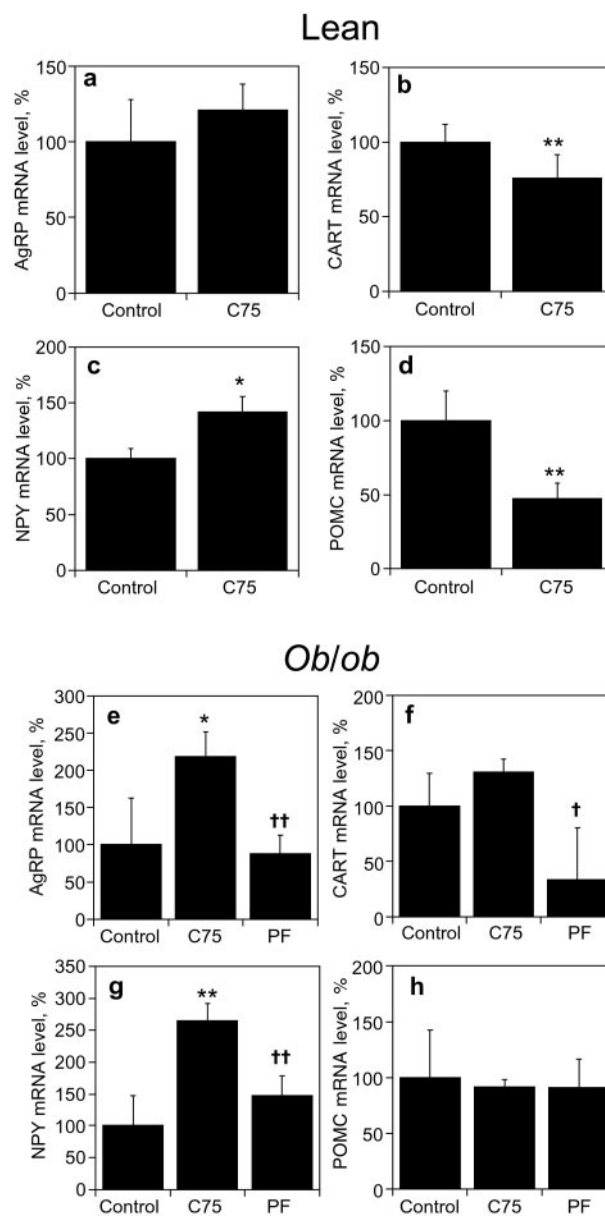 Lean
a
AgRP mRNA level, %
150
100
50
0
Control C75
b
CART mRNA level, %
150
100
50
0
**
Control C75
c
NPY mRNA level, %
200
150
100
50
0
*
Control C75
d
POMC mRNA level, %
150
100
50
0
**
Control C75
Ob/ob
e
AgRP mRNA level, %
300
250
200
150
100
50
0
*
††
Control C75 PF
f
CART mRNA level, %
200
150
100
50
0
†
Control C75 PF
g
NPY mRNA level, %
350
300
250
200
150
100
50
0
**
††
Control C75 PF
h
POMC mRNA level, %
200
150
100
50
0
Control C75 PF